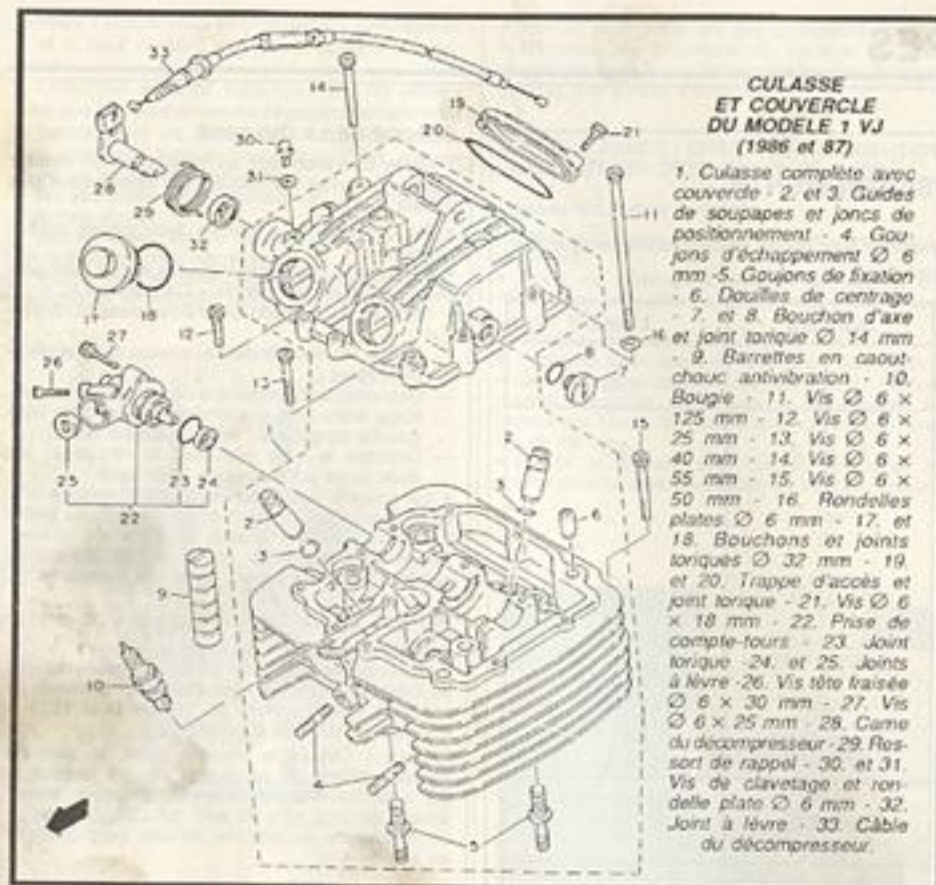 CULASSE
ET COUVERCLE
DU MODELE 1 VJ
(1986 et 87)
1. Culasse complète avec
couvercle - 2. et 3. Guides
de soupapes et joncs de
positionnement - 4. Gou-
jons d'échappement Ø 6
mm -5. Goujons de fixation
- 6. Douilles de centrage
- 7. et 8. Bouchon d'axe
et joint torique Ø 14 mm
- 9. Barrettes en caout-
chouc antivibration - 10.
Bougie - 11. Vis Ø 6 ×
125 mm - 12. Vis Ø 6 ×
25 mm - 13. Vis Ø 6 ×
40 mm - 14. Vis Ø 6 ×
55 mm - 15. Vis Ø 6 ×
50 mm - 16. Rondelles
plates Ø 6 mm - 17. et
18. Bouchons et joints
toriques Ø 32 mm - 19.
et 20. Trappe d'accès et
joint torique - 21. Vis Ø 6
× 18 mm - 22. Prise de
compte-tours - 23. Joint
torique -24. et 25. Joints
à lèvre -26. Vis tête fraisée
Ø 6 × 30 mm - 27. Vis
Ø 6 × 25 mm - 28. Came
du décompresseur - 29. Res-
sort de rappel - 30. et 31.
Vis de clavetage et ron-
delle plate Ø 6 mm - 32.
Joint à lèvre - 33. Câble
du décompresseur.
33
14
19
20
21
30
31
28
29
32
11
17
18
12
16
27
8
7
26
13
2
15
25
23
24
3
6
22
2
3
9
10
4
5